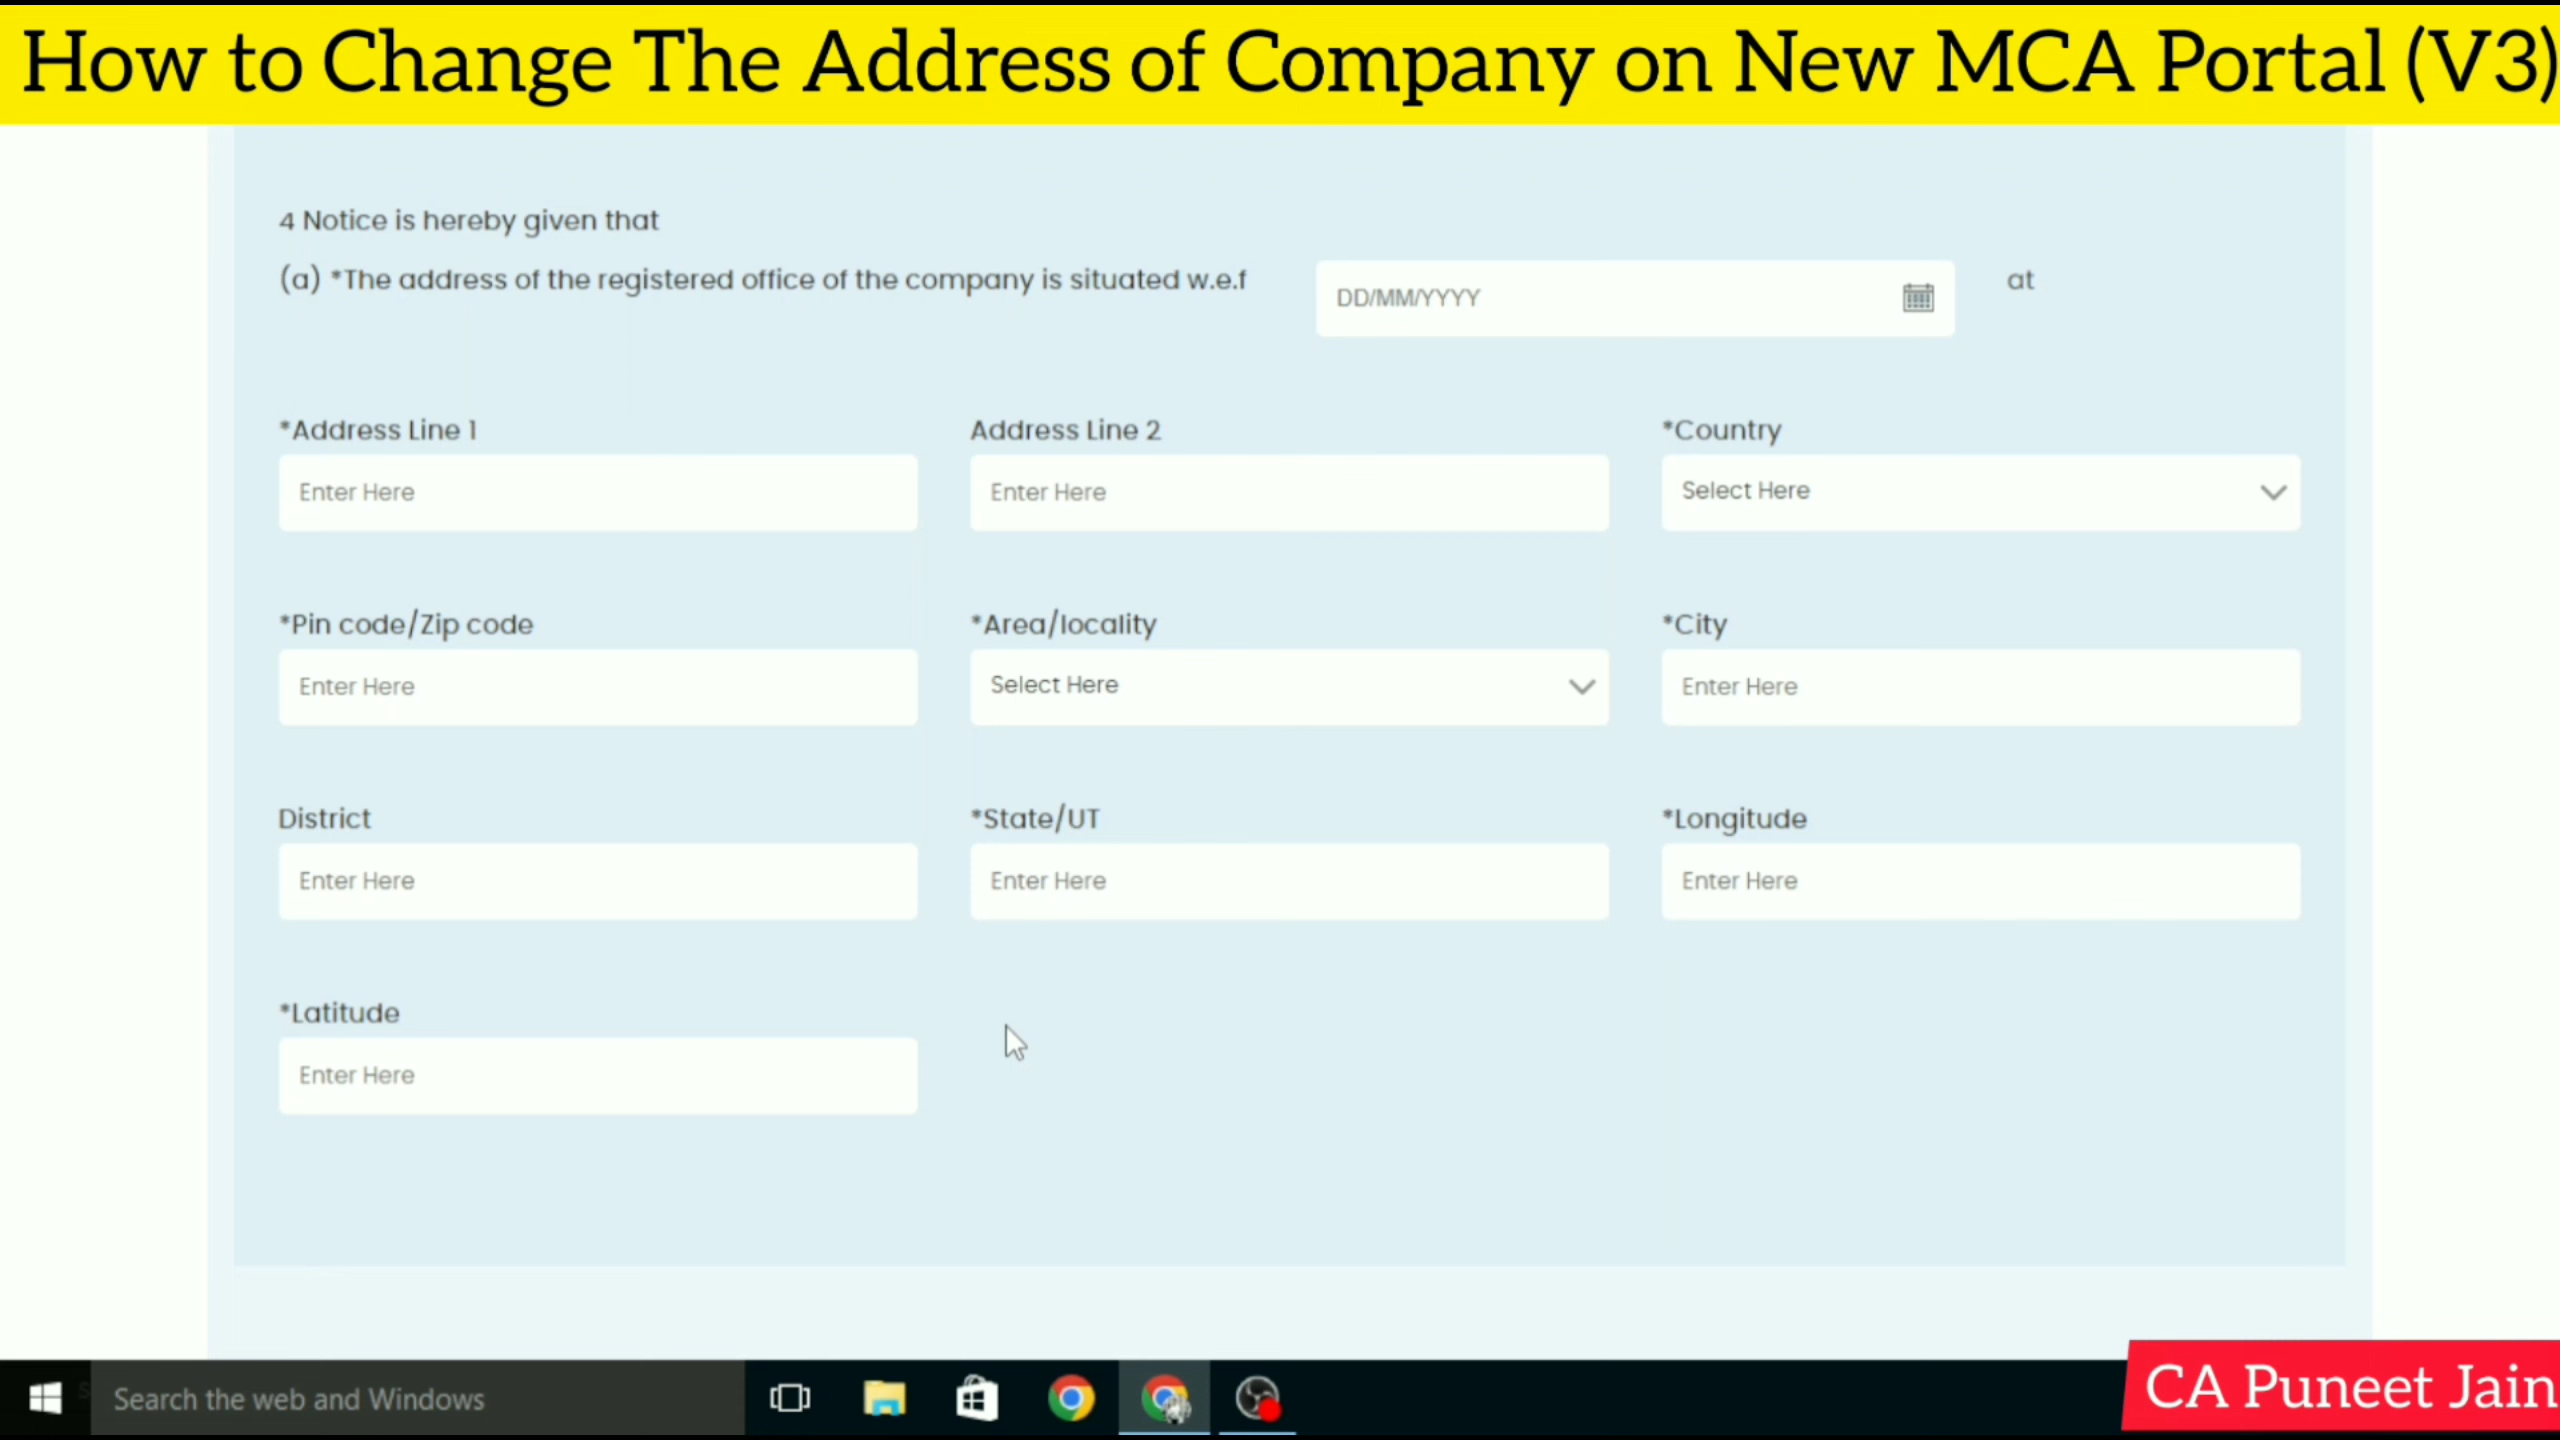 How to Change The Address of Company on New MCA Portal (V3)
4 Notice is hereby given that
(a) *The address of the registered office of the company is situated w.e.f DD/MM/YYYY at
*Address Line 1 Address Line 2 *Country
Enter Here Enter Here Select Here
*Pin code/Zip code *Area/locality *City
Enter Here Select Here Enter Here
District *State/UT *Longitude
Enter Here Enter Here Enter Here
*Latitude
Enter Here
Search the web and Windows
CA Puneet Jain